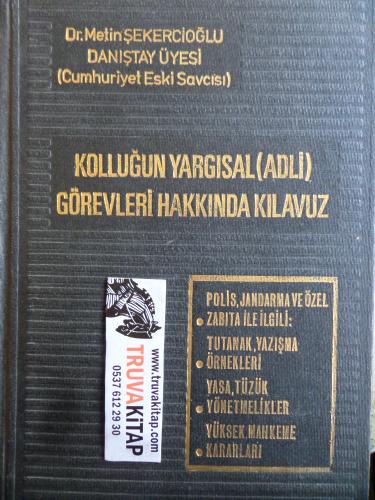 Dr. Metin ŞEKERCİOĞLU
DANIŞTAY ÜYESİ
(Cumhuriyet Eski Savcısı)
KOLLUĞUN YARGISAL (ADLİ)
GÖREVLERİ HAKKINDA KILAVUZ
POLİS, JANDARMA VE ÖZEL
• ZABITA İLE İLGİLİ:
TUTANAK, YAZIŞMA
• ÖRNEKLERİ
YASA, TÜZÜK
• YÖNETMELİKLER
YÜKSEK MAHKEME
• KARARLARI
TRUVAKİTAP
www.truvakitap.com
0537 612 29 30